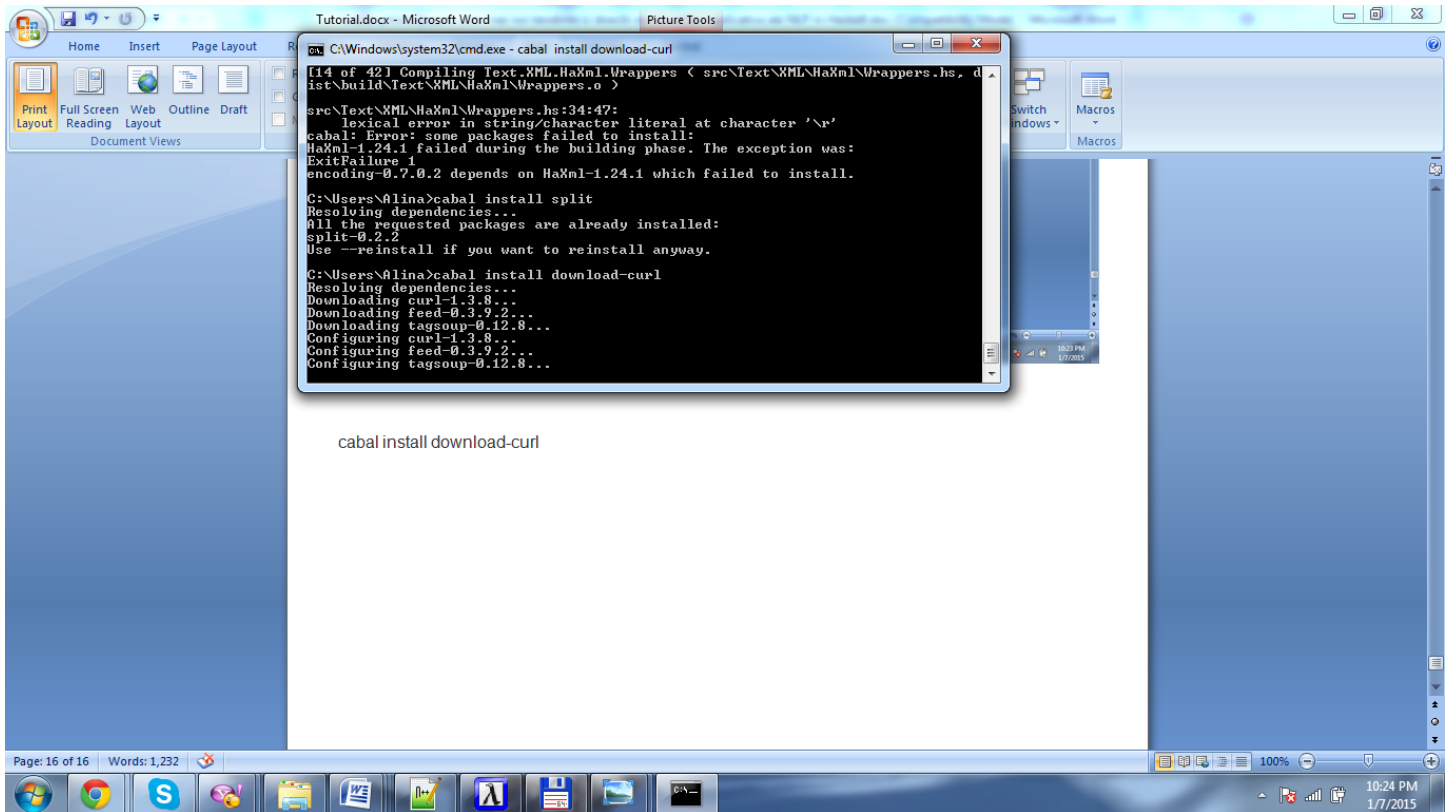 Tutorial.docx - Microsoft Word
Picture Tools
Home Insert Page Layout
Print Layout
Full Screen Reading
Web Layout
Outline
Draft
Document Views
Switch
Macros
Macros
C:\Windows\system32\cmd.exe - cabal install download-curl
[14 of 42] Compiling Text.XML.HaXml.Wrappers ( src\Text\XML\HaXml\Wrappers.hs, d
ist\build\Text\XML\HaXml\Wrappers.o )
src\Text\XML\HaXml\Wrappers.hs:34:47:
lexical error in string/character literal at character '\r'
cabal: Error: some packages failed to install:
HaXml-1.24.1 failed during the building phase. The exception was:
ExitFailure 1
encoding-0.7.0.2 depends on HaXml-1.24.1 which failed to install.
C:\Users\Alina>cabal install split
Resolving dependencies...
All the requested packages are already installed:
split-0.2.2
Use --reinstall if you want to reinstall anyway.
C:\Users\Alina>cabal install download-curl
Resolving dependencies...
Downloading curl-1.3.8...
Downloading feed-0.3.9.2...
Downloading tagsoup-0.12.8...
Configuring curl-1.3.8...
Configuring feed-0.3.9.2...
Configuring tagsoup-0.12.8...
10:23 PM
1/7/2015
cabal install download-curl
Page: 16 of 16 Words: 1,232
100%
10:24 PM
1/7/2015